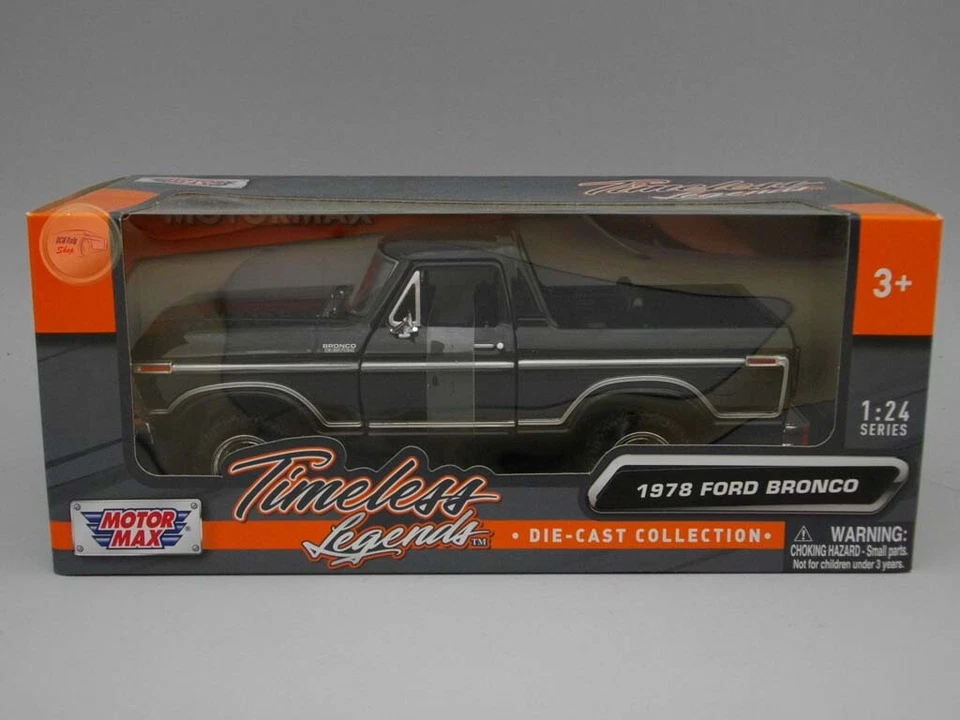 Timeless
Legends
MOTORMAX
3+
BRONCO
1:24
SERIES
1978 FORD BRONCO
Timeless
Legends™
MOTOR
MAX
• DIE-CAST COLLECTION •
WARNING:
CHOKING HAZARD - Small parts.
Not for children under 3 years.